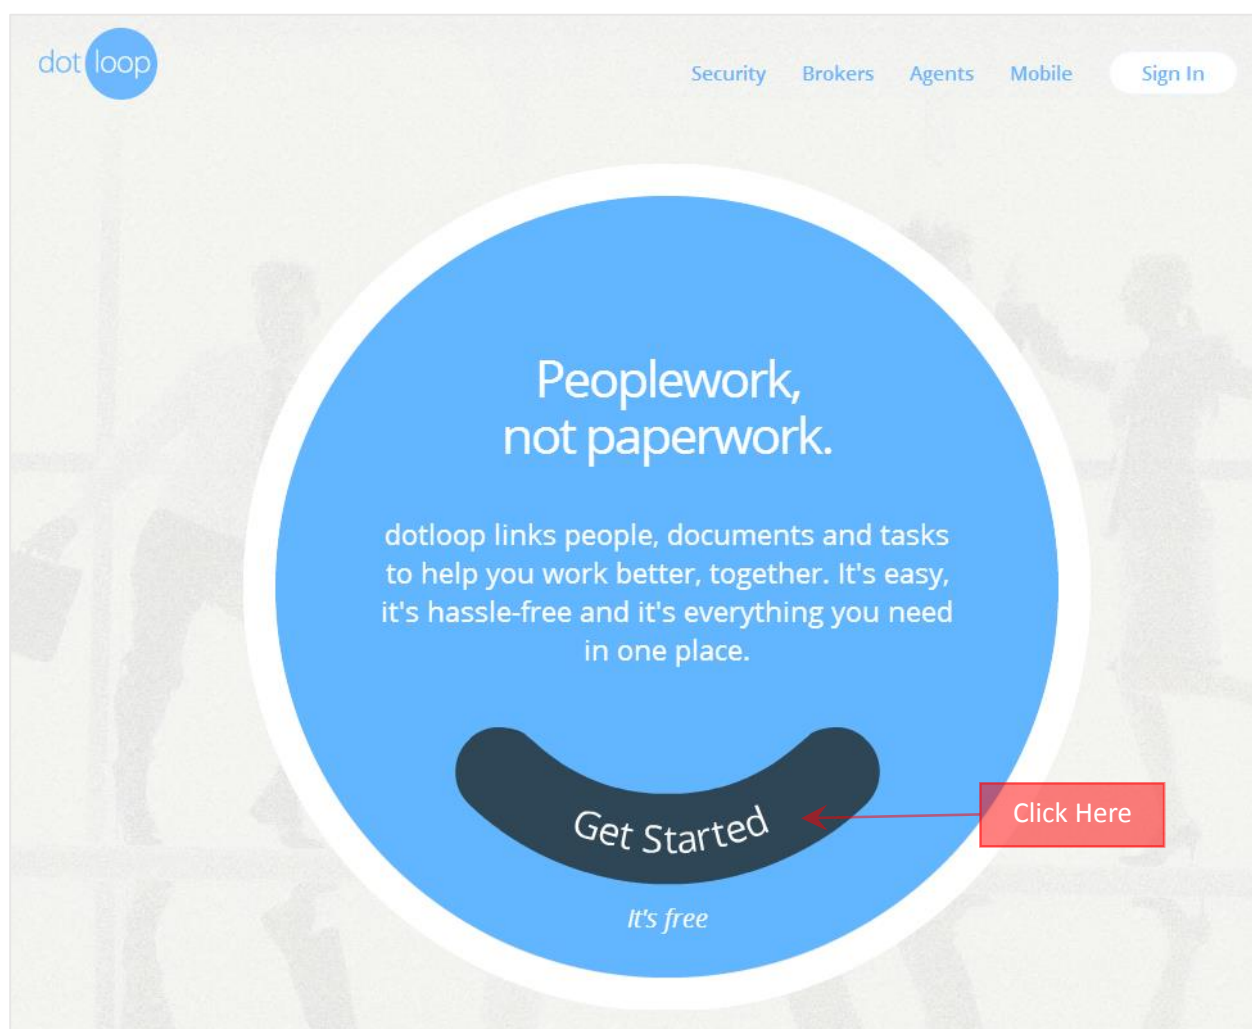 dot loop
Security Brokers Agents Mobile Sign In
Peoplework,
not paperwork.
dotloop links people, documents and tasks
to help you work better, together. It's easy,
it's hassle-free and it's everything you need
in one place.
Get Started
Click Here
It's free